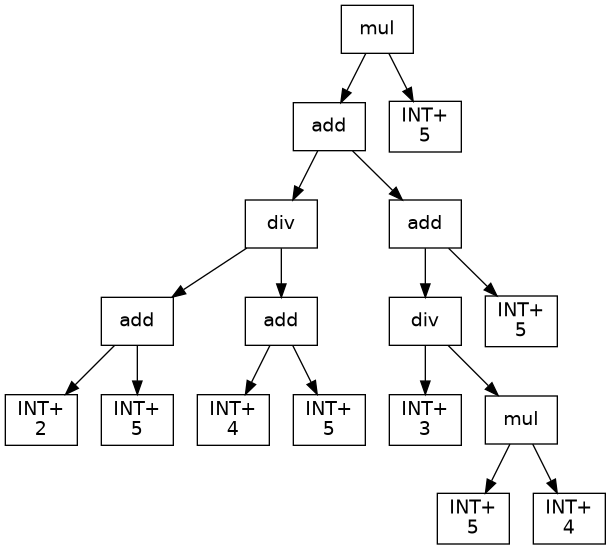 mul
add
INT+
5
div
add
add
add
div
INT+
5
INT+
2
INT+
5
INT+
4
INT+
5
INT+
3
mul
INT+
5
INT+
4